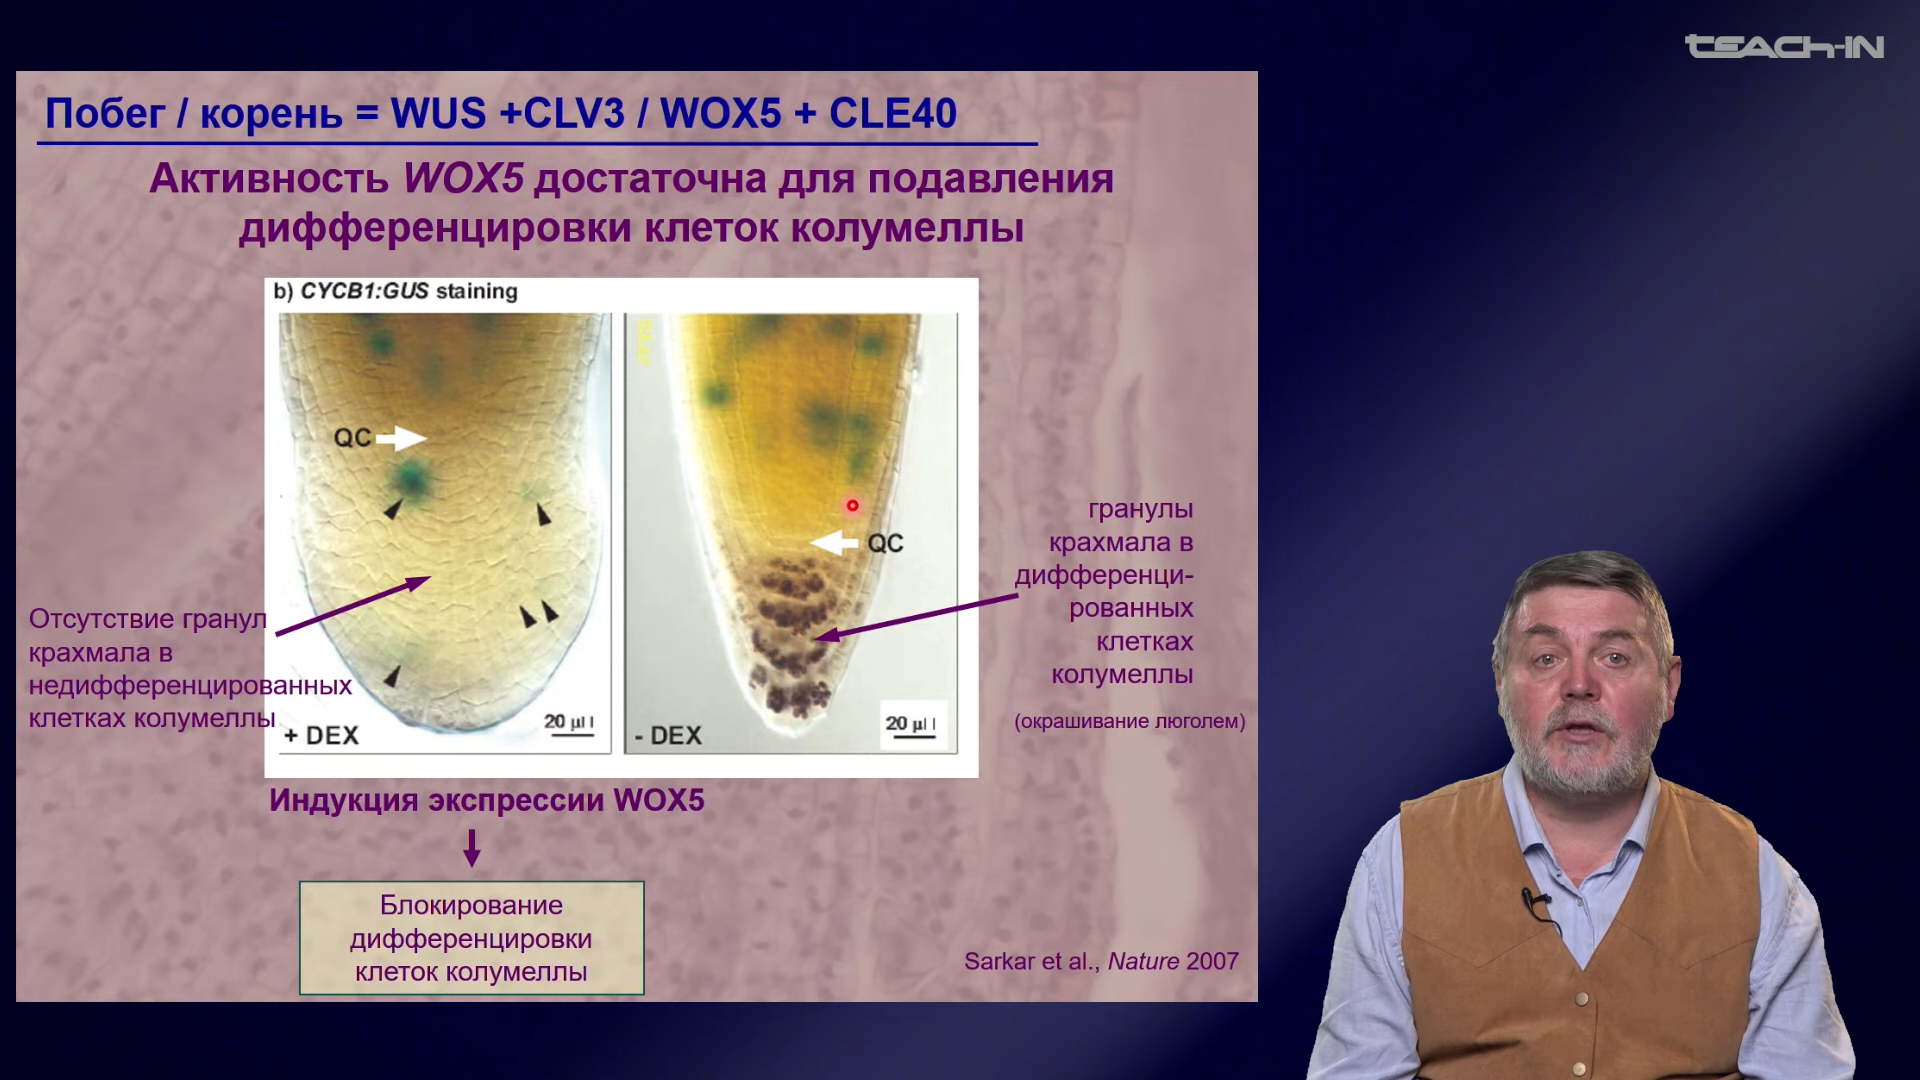 TEACH-IN
Побег / корень = WUS +CLV3 / WOX5 + CLE40
Активность WOX5 достаточна для подавления
дифференцировки клеток колумеллы
b) CYCB1:GUS staining
QC
+ DEX
20 µ
QC
- DEX
20 µ
Отсутствие гранул
крахмала в
недифференцированных
клетках колумеллы
гранулы
крахмала в
дифференци-
рованных
клетках
колумеллы
(окрашивание люголем)
Индукция экспрессии WOX5
Блокирование
дифференцировки
клеток колумеллы
Sarkar et al., Nature 2007